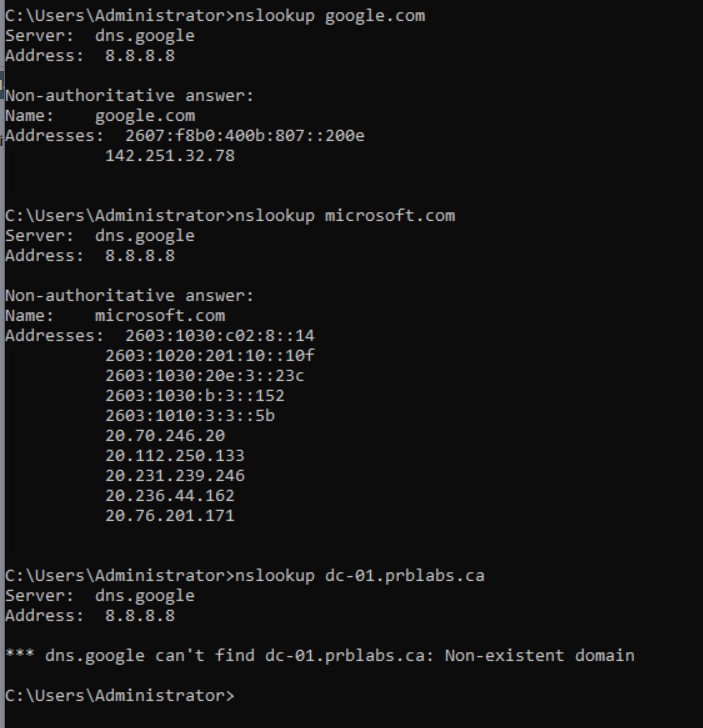 C:\Users\Administrator>nslookup google.com
Server:  dns.google
Address:  8.8.8.8
Non-authoritative answer:
Name:    google.com
Addresses:  2607:f8b0:400b:807::200e
142.251.32.78
C:\Users\Administrator>nslookup microsoft.com
Server:  dns.google
Address:  8.8.8.8
Non-authoritative answer:
Name:    microsoft.com
Addresses:  2603:1030:c02:8::14
2603:1020:201:10::10f
2603:1030:20e:3::23c
2603:1030:b:3::152
2603:1010:3:3::5b
20.70.246.20
20.112.250.133
20.231.239.246
20.236.44.162
20.76.201.171
C:\Users\Administrator>nslookup dc-01.prblabs.ca
Server:  dns.google
Address:  8.8.8.8
*** dns.google can't find dc-01.prblabs.ca: Non-existent domain
C:\Users\Administrator>